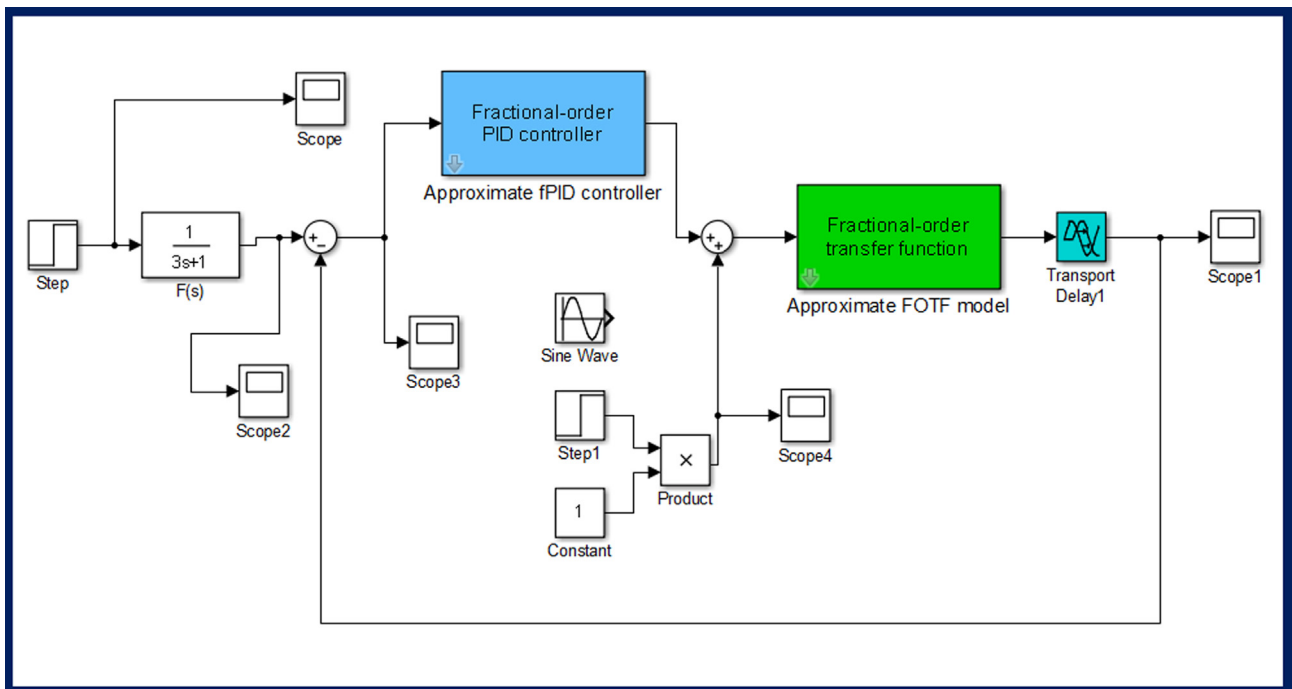 Scope
Fractional-order
PID controller
Approximate fPID controller
Step
1
3s+1
F(s)
+
−
+
+
Fractional-order
transfer function
Approximate FOTF model
Transport
Delay1
Scope1
Sine Wave
Scope3
Scope2
Step1
×
Product
Scope4
1
Constant